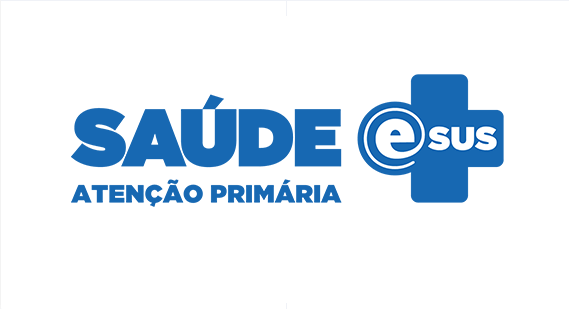 SAÚDE
ATENÇÃO PRIMÁRIA
e SUS